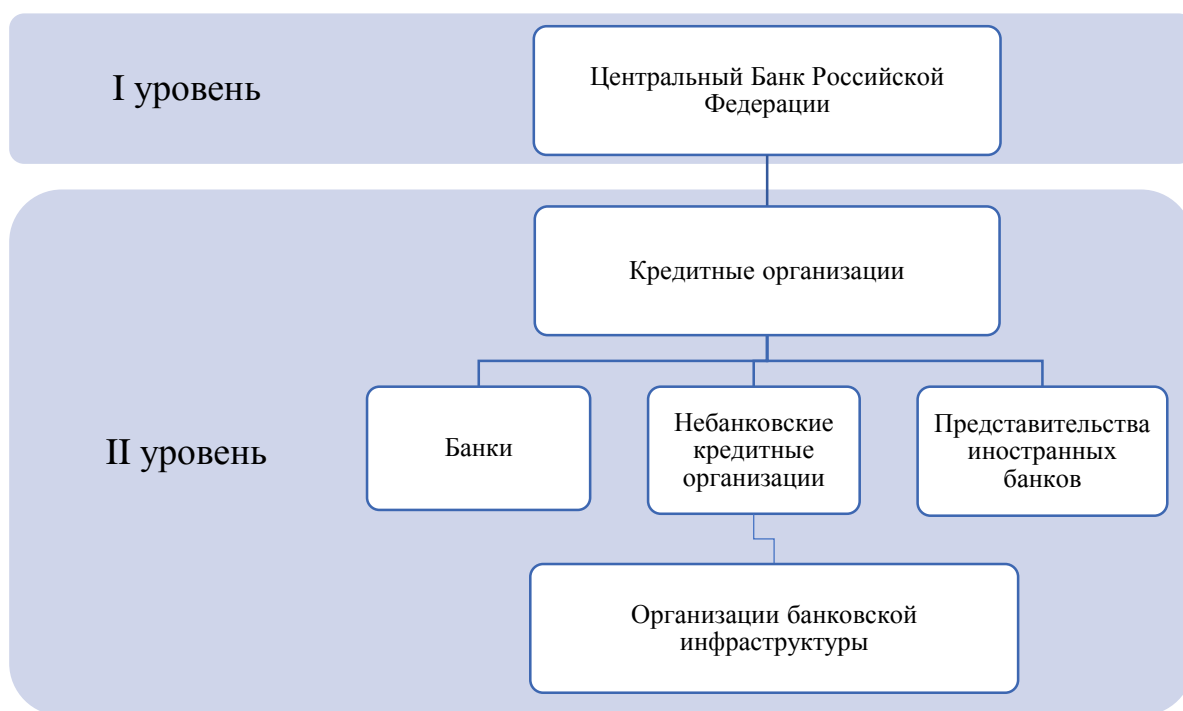 I уровень
Центральный Банк Российской
Федерации
Кредитные организации
II уровень
Банки
Небанковские
кредитные
организации
Представительства
иностранных
банков
Организации банковской
инфраструктуры